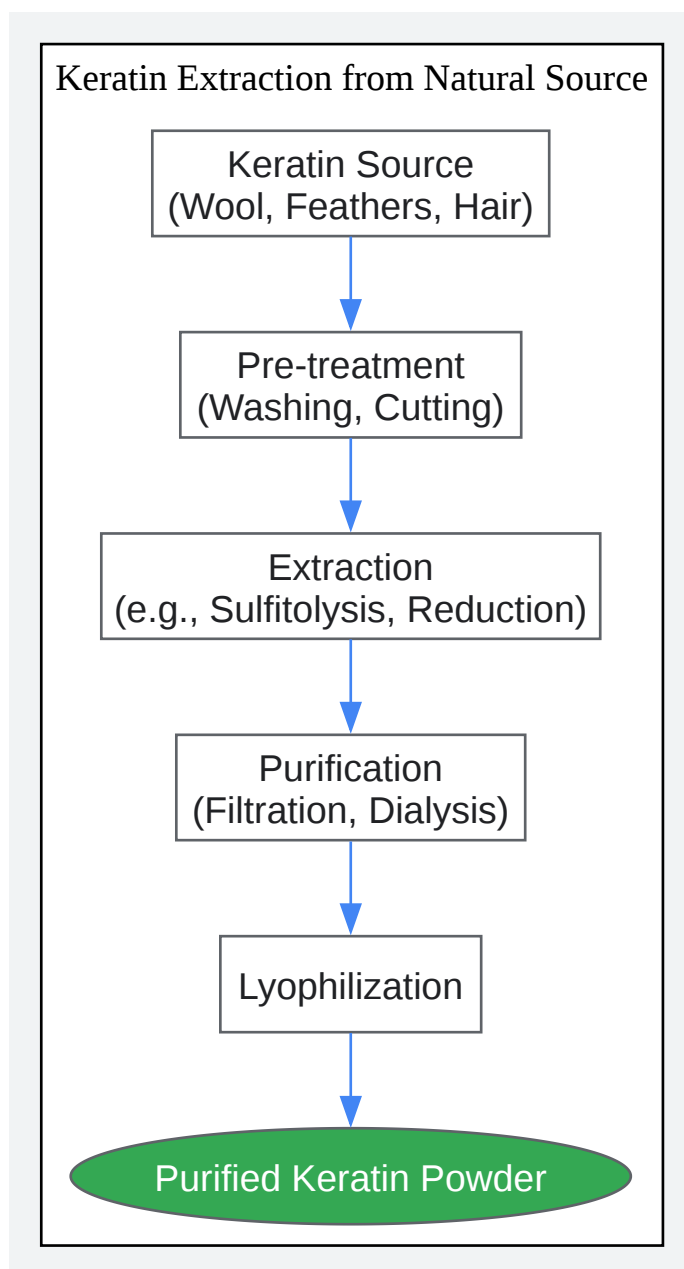 Keratin Extraction from Natural Source
Keratin Source
(Wool, Feathers, Hair)
Pre-treatment
(Washing, Cutting)
Extraction
(e.g., Sulfitolysis, Reduction)
Purification
(Filtration, Dialysis)
Lyophilization
Purified Keratin Powder